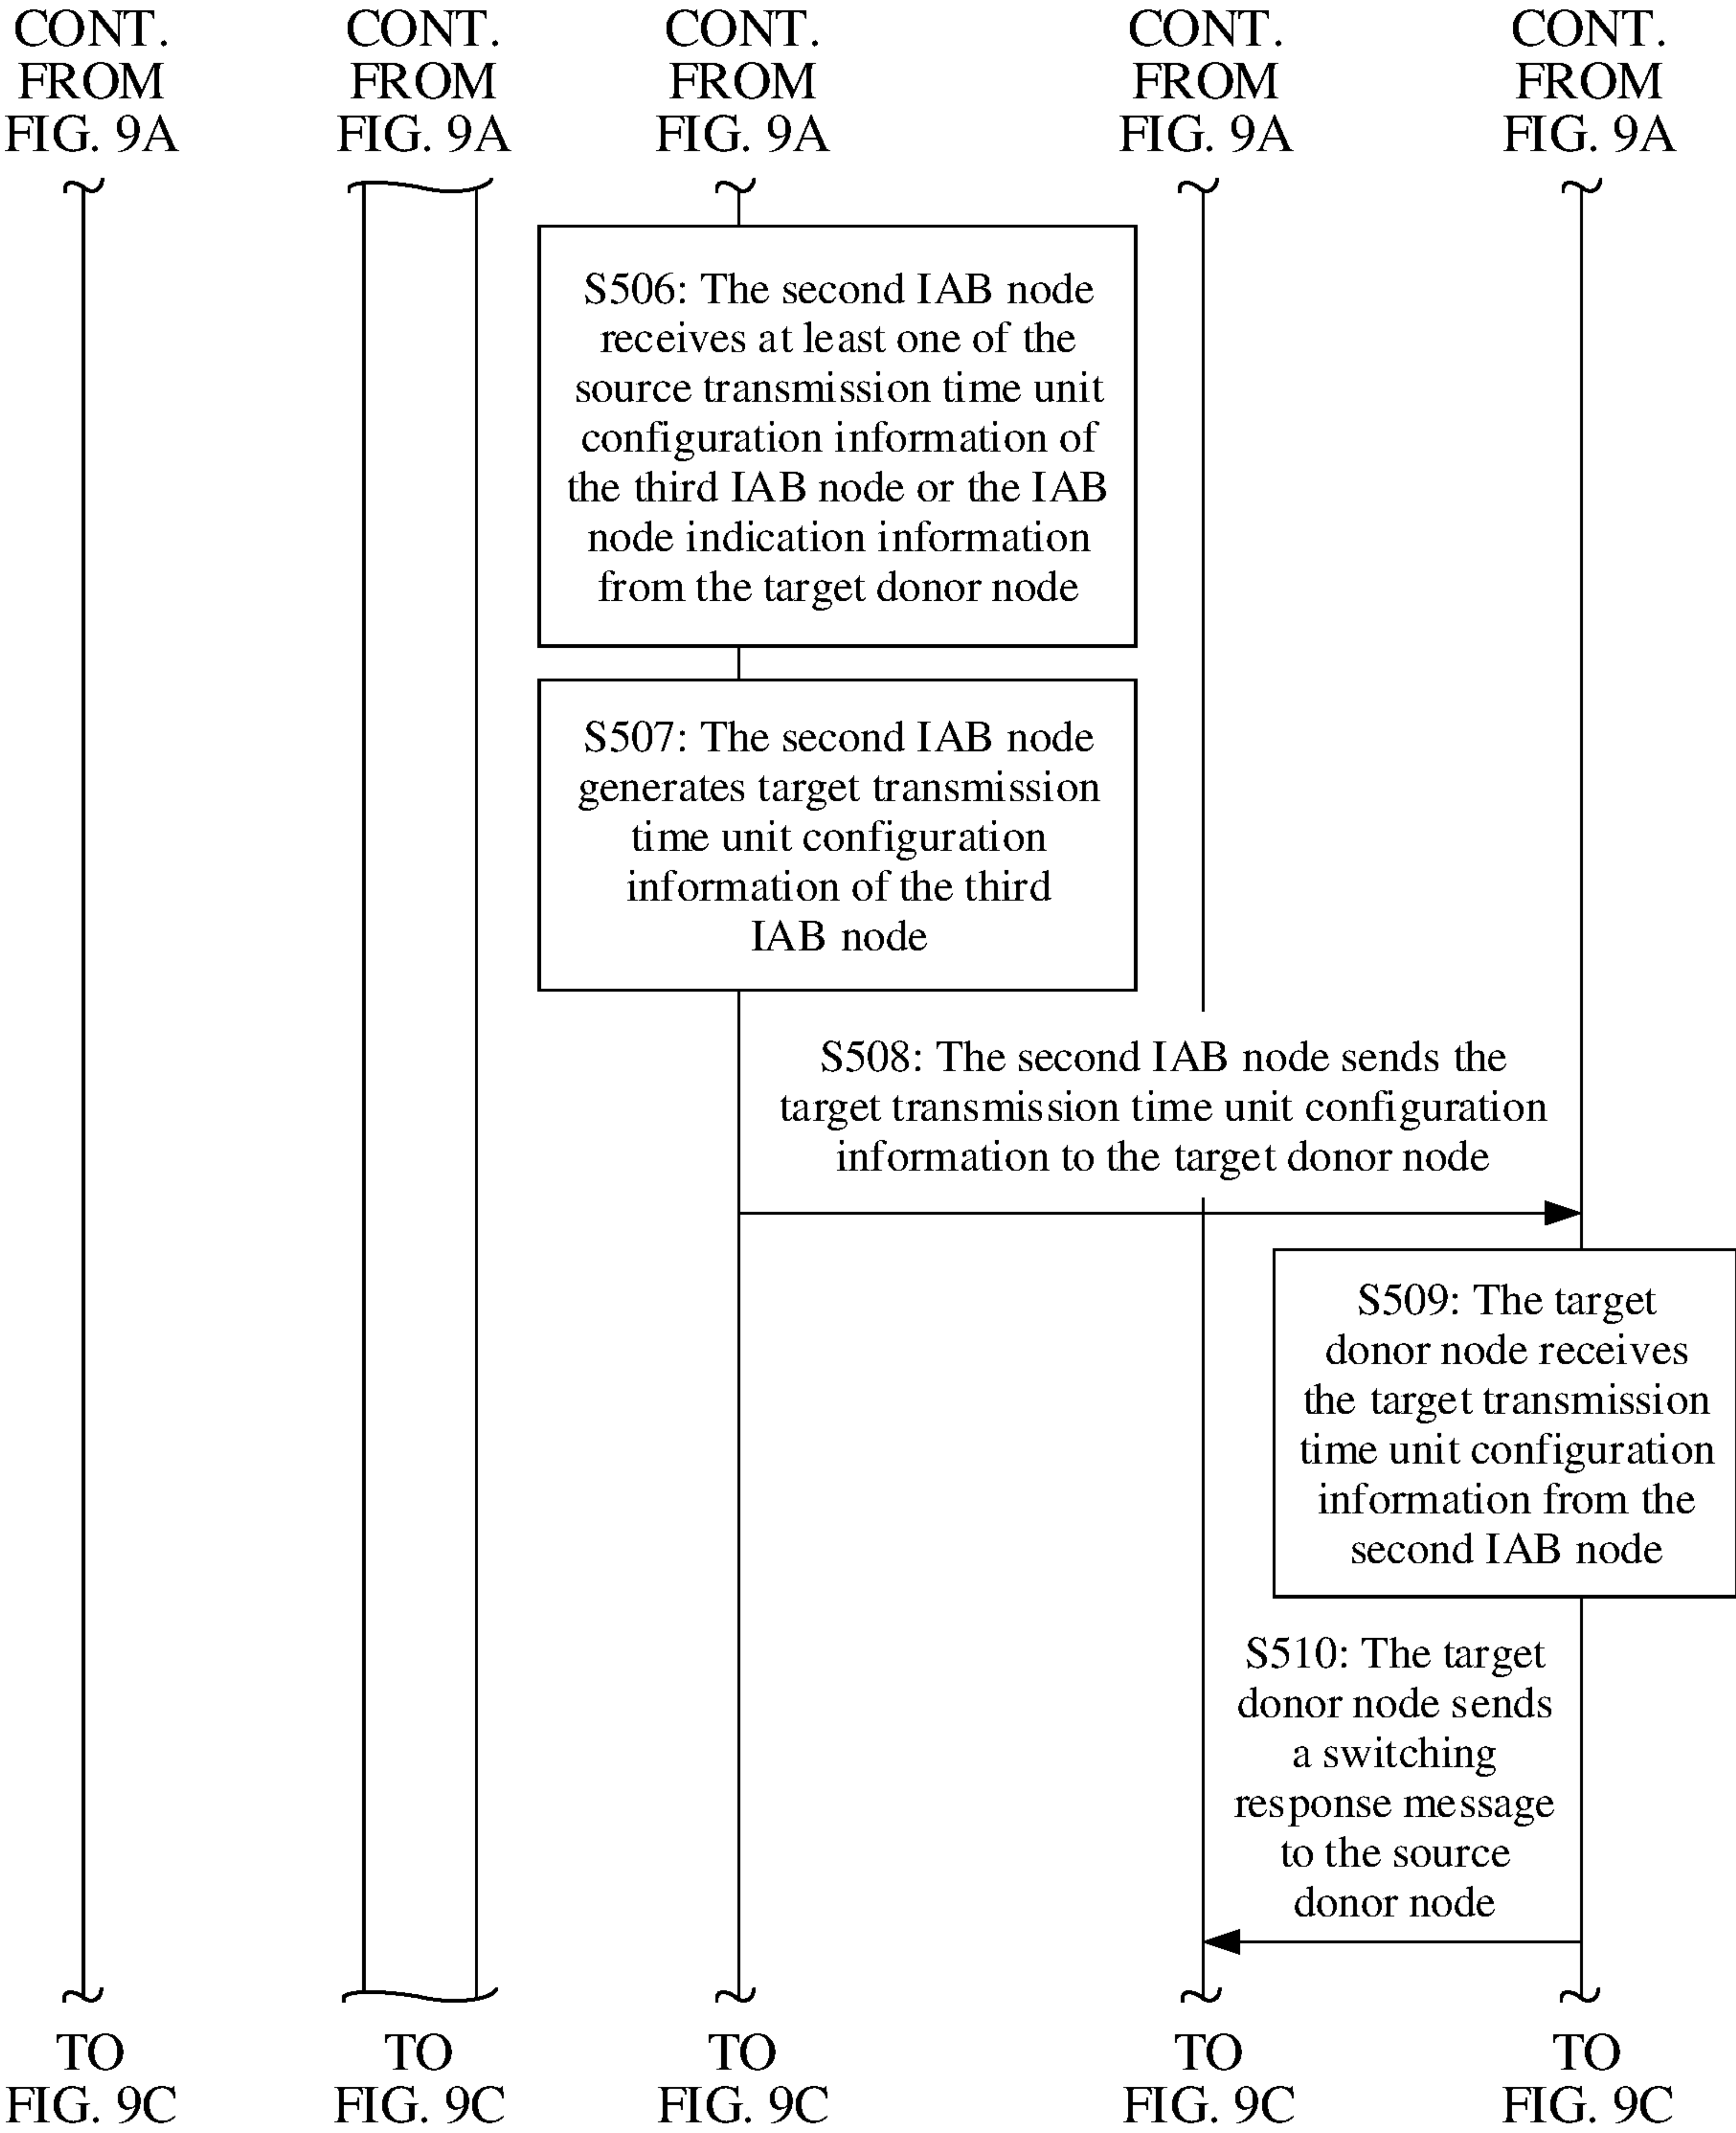 CONT.
FROM
FIG. 9A
CONT.
FROM
FIG. 9A
CONT.
FROM
FIG. 9A
CONT.
FROM
FIG. 9A
CONT.
FROM
FIG. 9A
S506: The second IAB node
receives at least one of the
source transmission time unit
configuration information of
the third IAB node or the IAB
node indication information
from the target donor node
S507: The second IAB node
generates target transmission
time unit configuration
information of the third
IAB node
S508: The second IAB node sends the
target transmission time unit configuration
information to the target donor node
S509: The target
donor node receives
the target transmission
time unit configuration
information from the
second IAB node
S510: The target
donor node sends
a switching
response message
to the source
donor node
TO
FIG. 9C
TO
FIG. 9C
TO
FIG. 9C
TO
FIG. 9C
TO
FIG. 9C